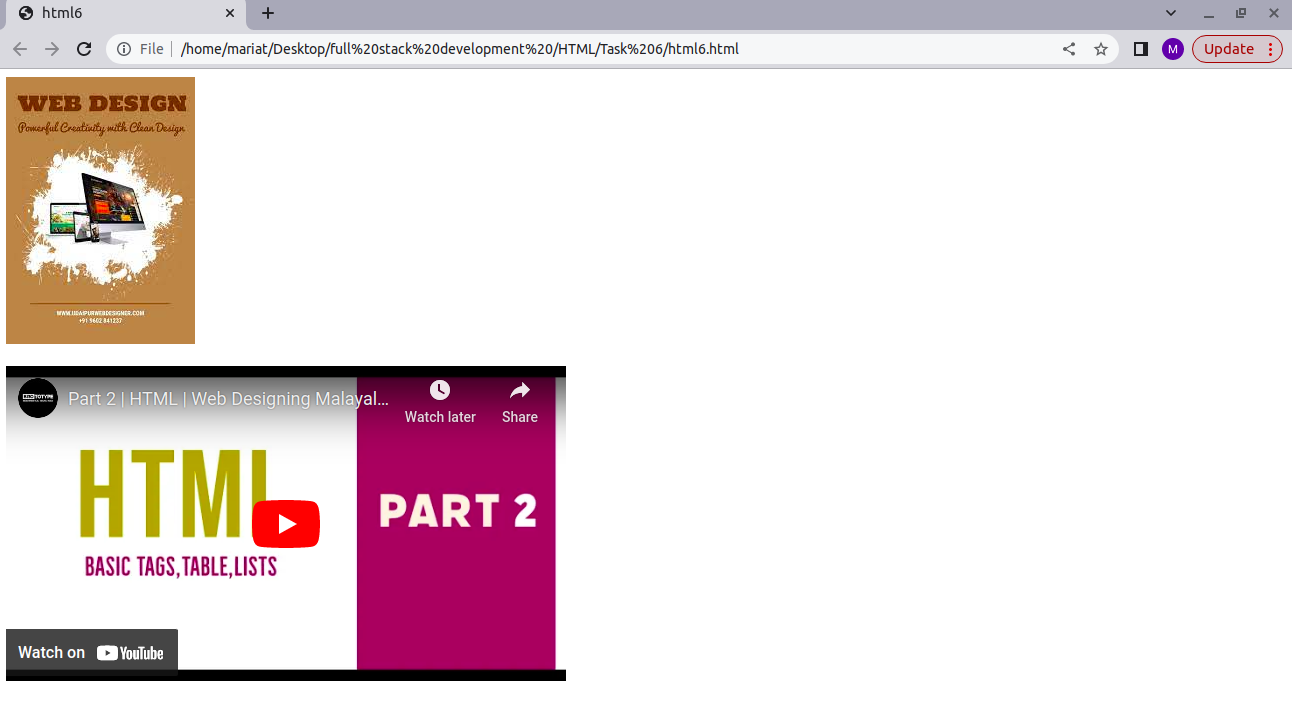 html6
File
/home/mariat/Desktop/full%20stack%20development%20/HTML/Task%206/html6.html
M
Update
WEB DESIGN
Powerful Creativity with Clean Design
WWW.UDAIPURWEBDESIGNER.COM
+91 9602 841237
Part 2 | HTML | Web Designing Malayal...
Watch later
Share
HTML
PART 2
BASIC TAGS,TABLE,LISTS
Watch on YouTube